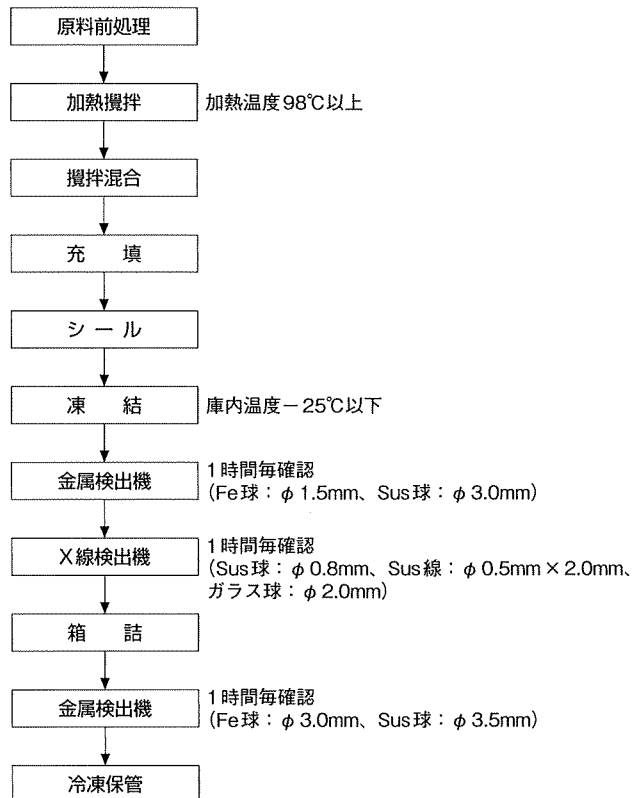 原料前処理
加熱攪拌 加熱温度98℃以上
攪拌混合
充　填
シール
凍　結 庫内温度－25℃以下
金属検出機 1時間毎確認
(Fe球：φ1.5mm、Sus球：φ3.0mm)
X線検出機 1時間毎確認
(Sus球：φ0.8mm、Sus線：φ0.5mm×2.0mm、
ガラス球：φ2.0mm)
箱　詰
金属検出機 1時間毎確認
(Fe球：φ3.0mm、Sus球：φ3.5mm)
冷凍保管